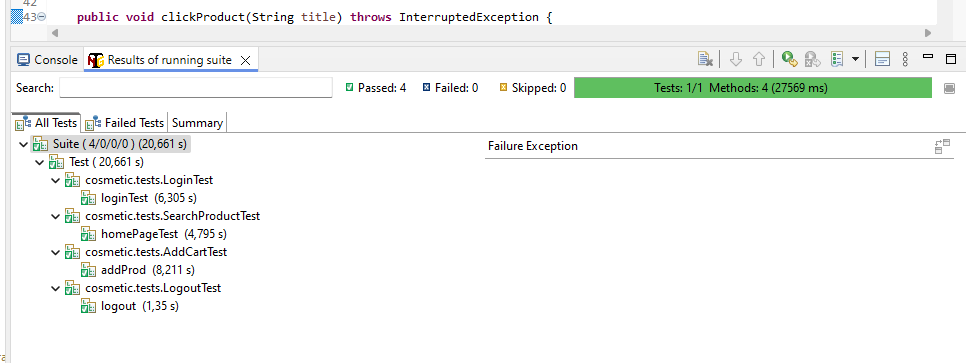 42
43 public void clickProduct(String title) throws InterruptedException {
Console Results of running suite
Search: Passed: 4 Failed: 0 Skipped: 0 Tests: 1/1 Methods: 4 (27569 ms)
All Tests Failed Tests Summary
Suite ( 4/0/0/0 ) (20,661 s) Failure Exception
Test ( 20,661 s)
cosmetic.tests.LoginTest
loginTest (6,305 s)
cosmetic.tests.SearchProductTest
homePageTest (4,795 s)
cosmetic.tests.AddCartTest
addProd (8,211 s)
cosmetic.tests.LogoutTest
logout (1,35 s)